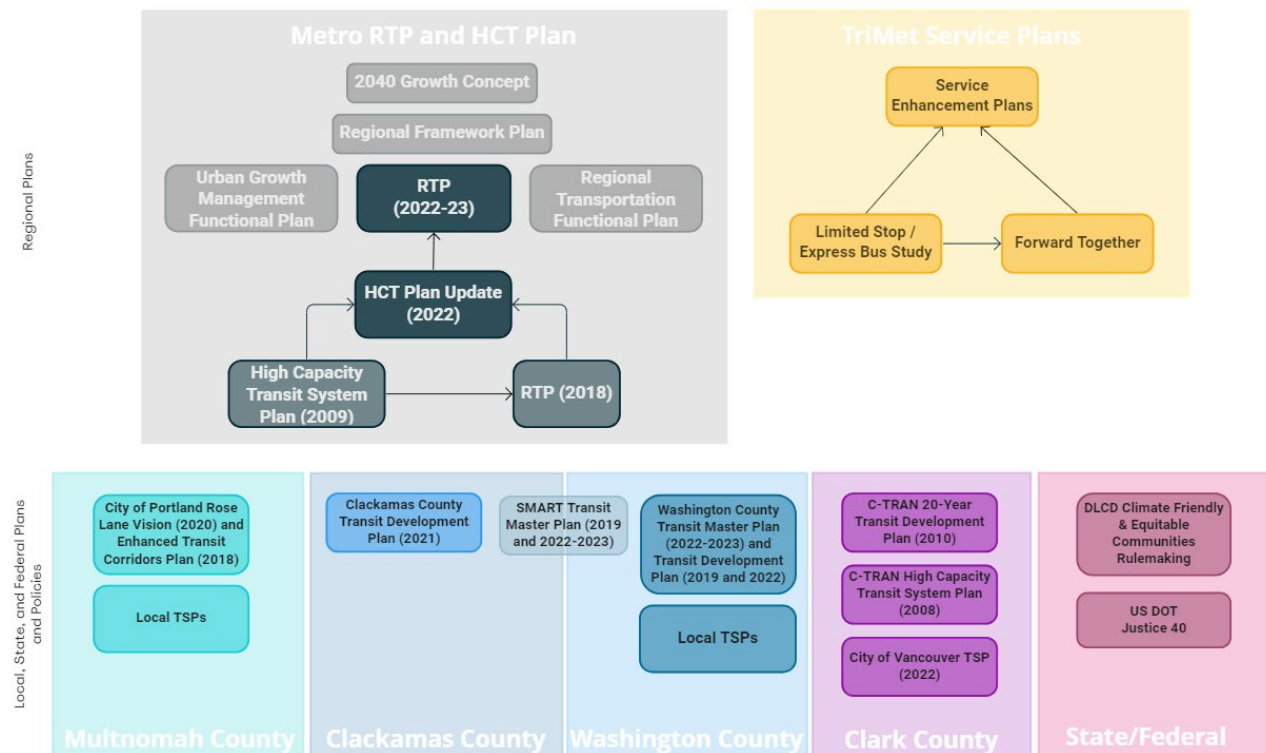 Regional Plans
Metro RTP and HCT Plan
2040 Growth Concept
Regional Framework Plan
Urban Growth
Management
Functional Plan
RTP
(2022-23)
Regional
Transportation
Functional Plan
HCT Plan Update
(2022)
High Capacity
Transit System
Plan (2009)
RTP (2018)
TriMet Service Plans
Service
Enhancement Plans
Limited Stop /
Express Bus Study
Forward Together
Local, State, and Federal Plans
and Policies
City of Portland Rose
Lane Vision (2020) and
Enhanced Transit
Corridors Plan (2018)
Local TSPs
Multnomah County
Clackamas County
Transit Development
Plan (2021)
SMART Transit
Master Plan (2019
and 2022-2023)
Clackamas County
Washington County
Transit Master Plan
(2022-2023) and
Transit Development
Plan (2019 and 2022)
Local TSPs
Washington County
C-TRAN 20-Year
Transit Development
Plan (2010)
C-TRAN High Capacity
Transit System Plan
(2008)
City of Vancouver TSP
(2022)
Clark County
DLCD Climate Friendly
& Equitable
Communities
Rulemaking
US DOT
Justice 40
State/Federal